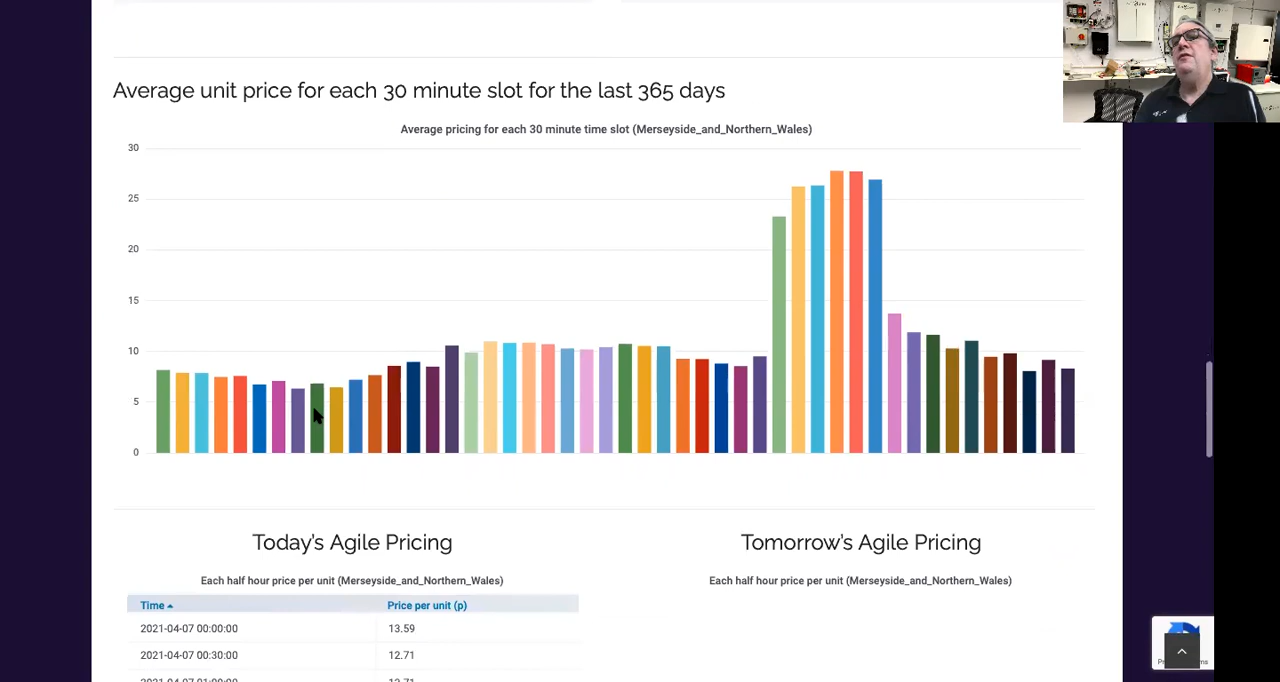 Average unit price for each 30 minute slot for the last 365 days
Average pricing for each 30 minute time slot (Merseyside_and_Northern_Wales)
30
25
20
15
10
5
0
Today's Agile Pricing
Tomorrow's Agile Pricing
Each half hour price per unit (Merseyside_and_Northern_Wales)
Each half hour price per unit (Merseyside_and_Northern_Wales)
Time
Price per unit (p)
2021-04-07 00:00:00
13.59
2021-04-07 00:30:00
12.71